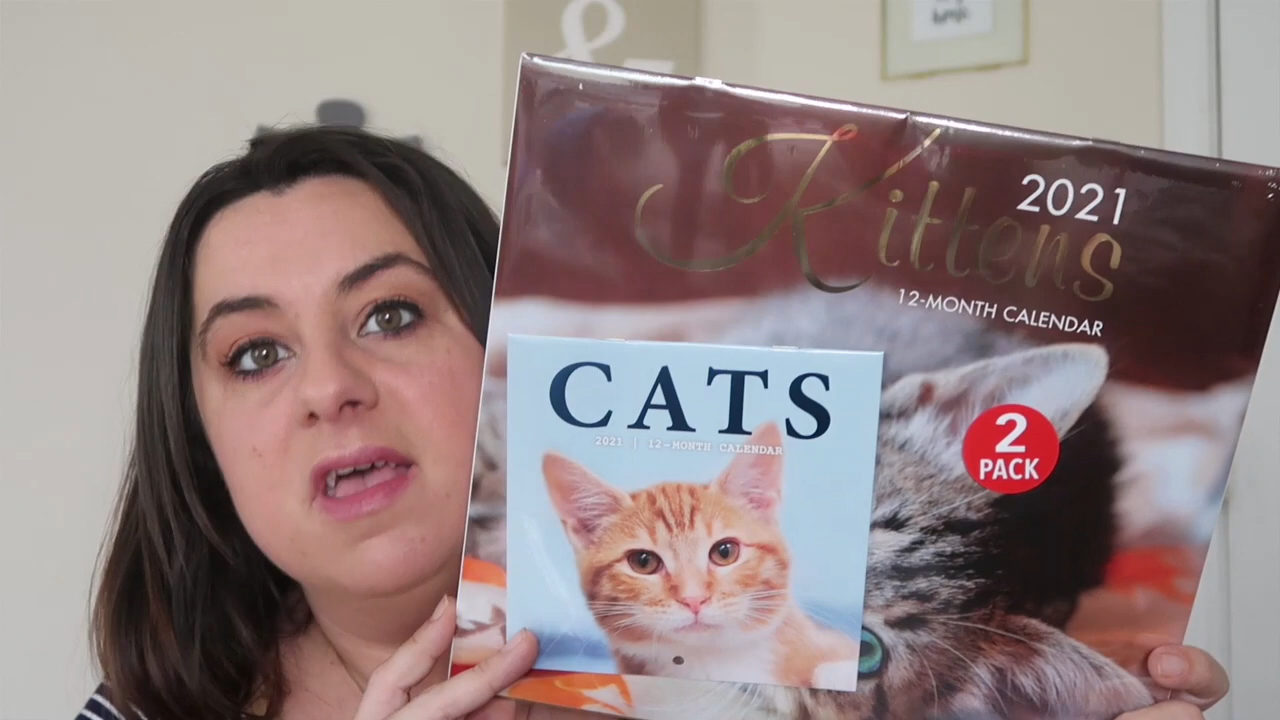 &
2021
Kittens
12-MONTH CALENDAR
CATS
2021 | 12-MONTH CALENDAR
2
PACK